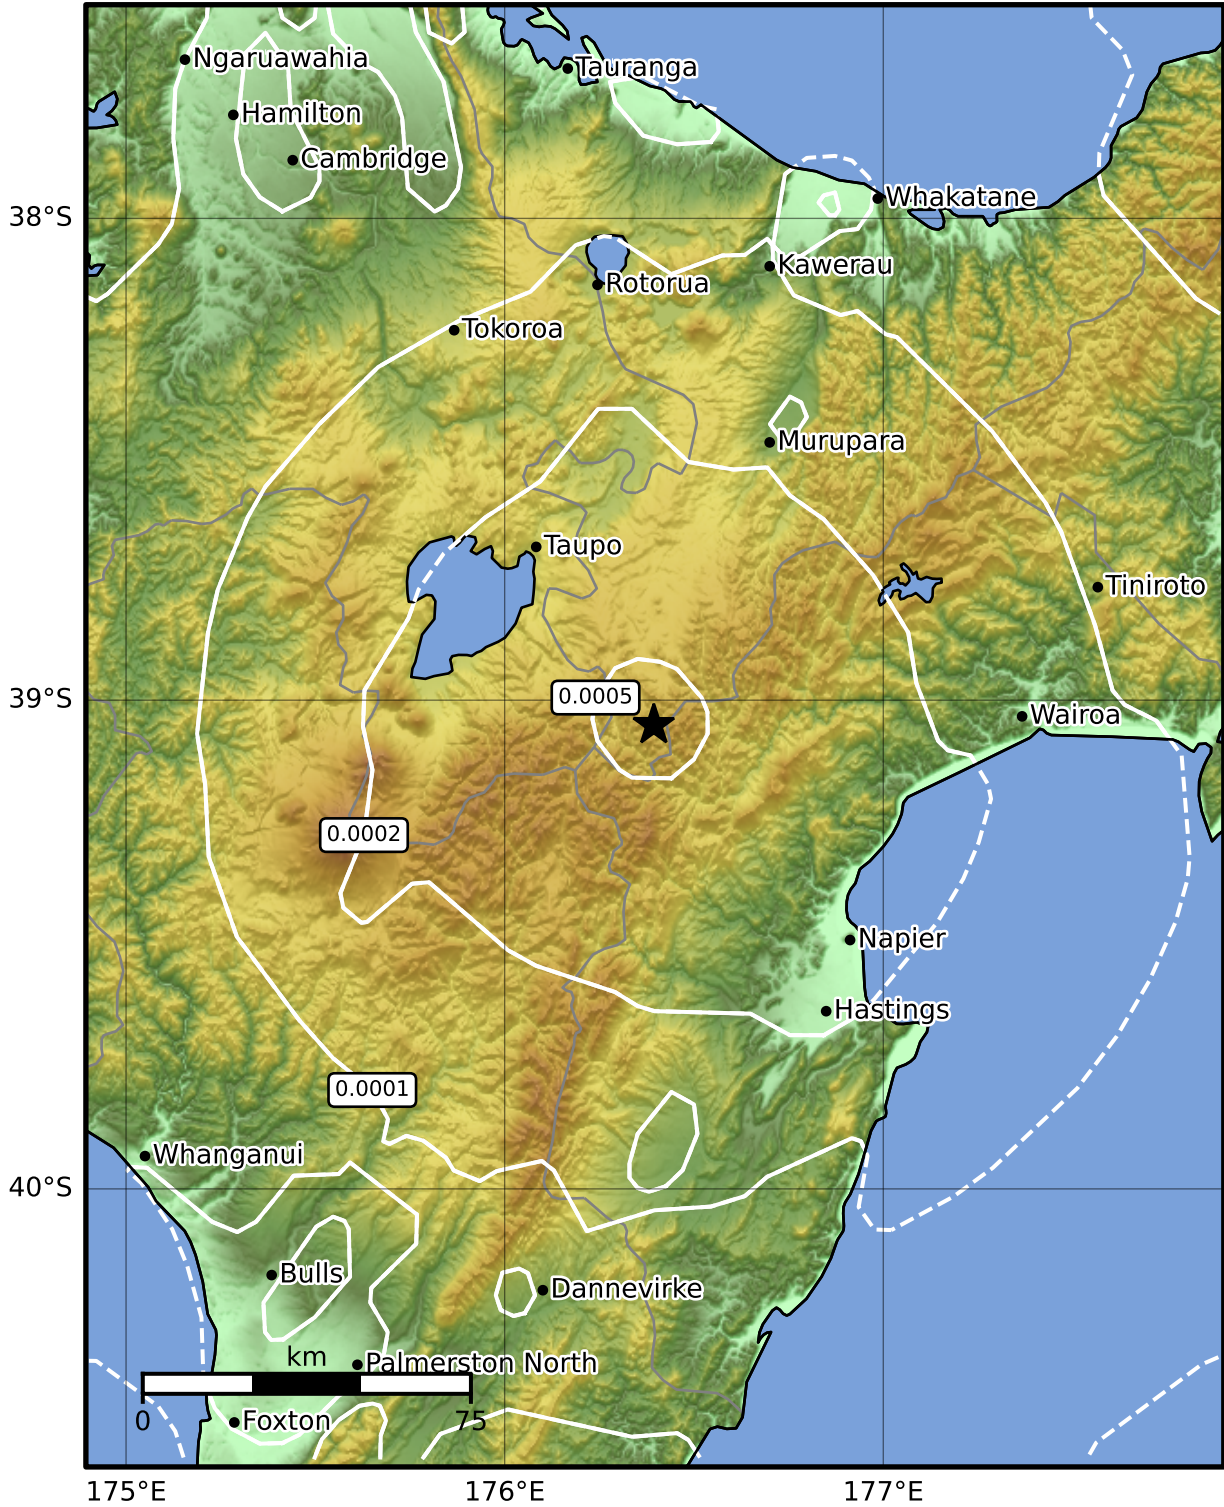 Ngaruawahia
Tauranga
Hamilton
Cambridge
Whakatane
38°S
Kawerau
Rotorua
Tokoroa
Murupara
Taupo
Tiniroto
0.0005
39°S
Wairoa
0.0002
Napier
Hastings
0.0001
Whanganui
40°S
Bulls
Dannevirke
km
Palmerston North
0 75
Foxton
175°E 176°E 177°E